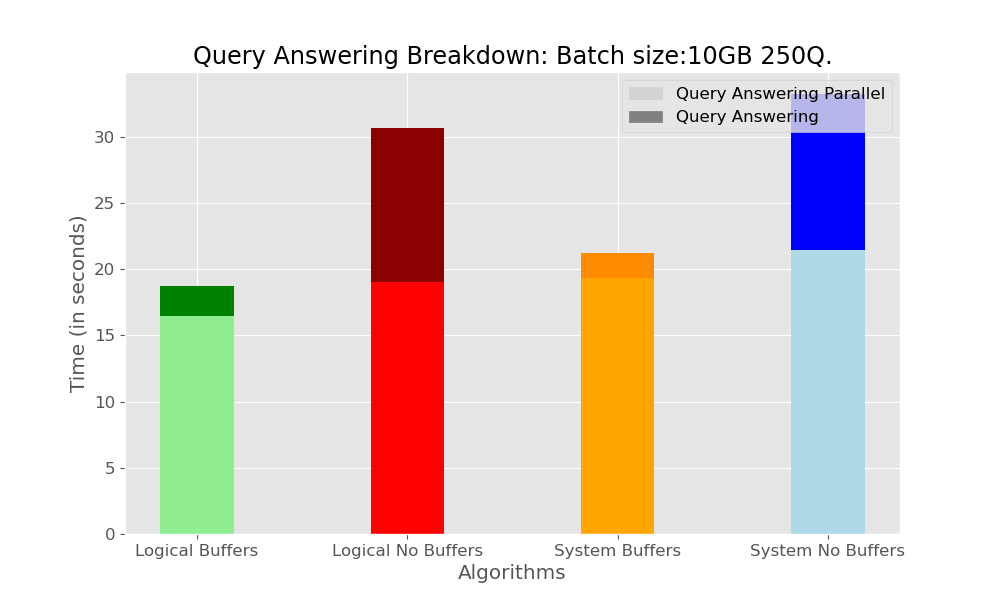 Query Answering Breakdown: Batch size:10GB 250Q.
Query Answering Parallel
Query Answering
Time (in seconds)
30
25
20
15
10
5
0
Logical Buffers
Logical No Buffers
System Buffers
System No Buffers
Algorithms